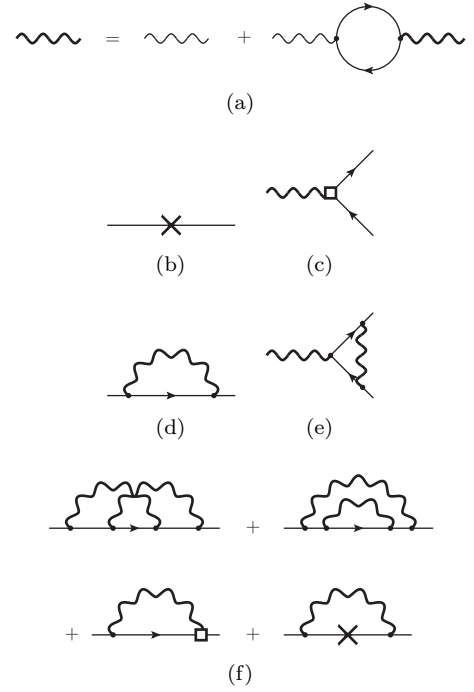 = +
(a)
(b) (c)
(d) (e)
+
+ +
(f)